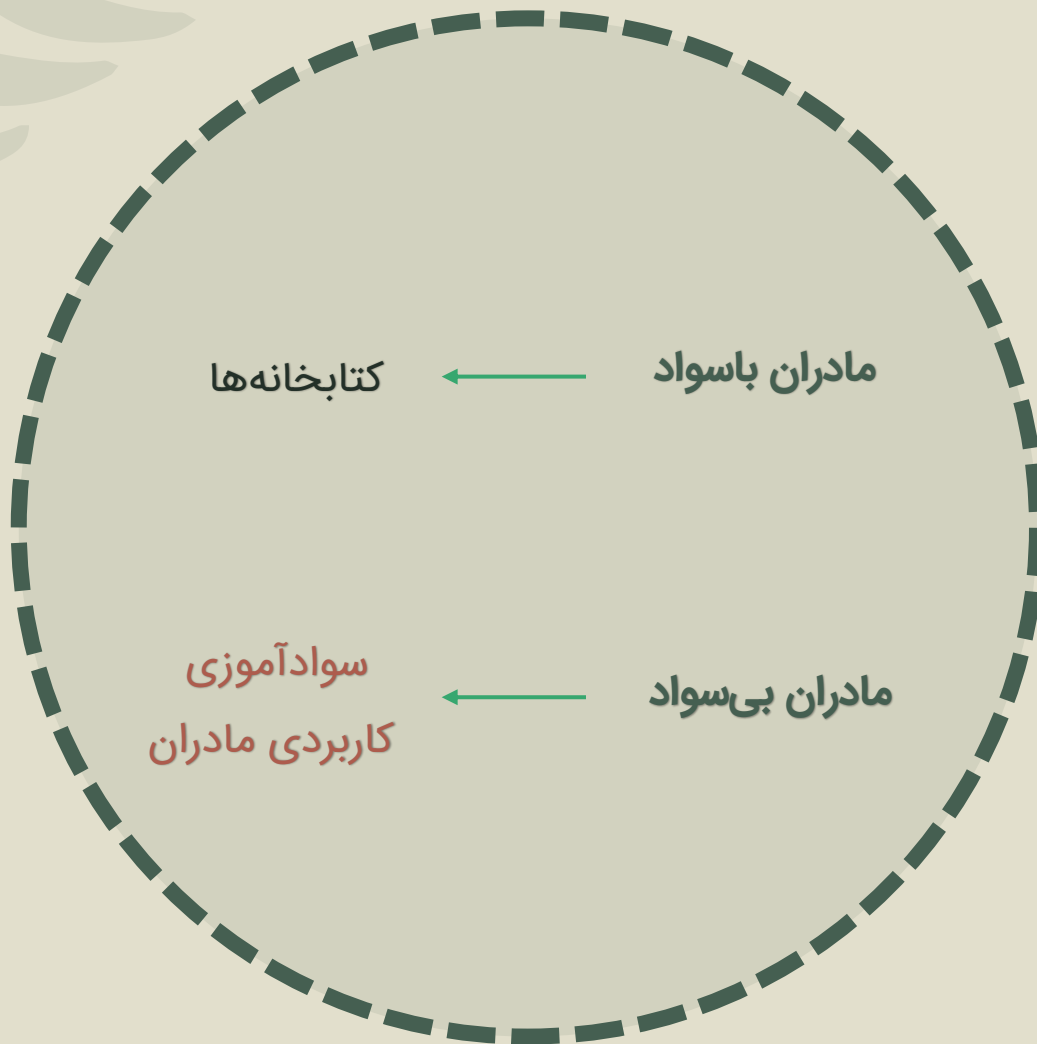 مادران باسواد
کتابخانه‌ها
مادران بی‌سواد
سوادآموزی
کاربردی مادران